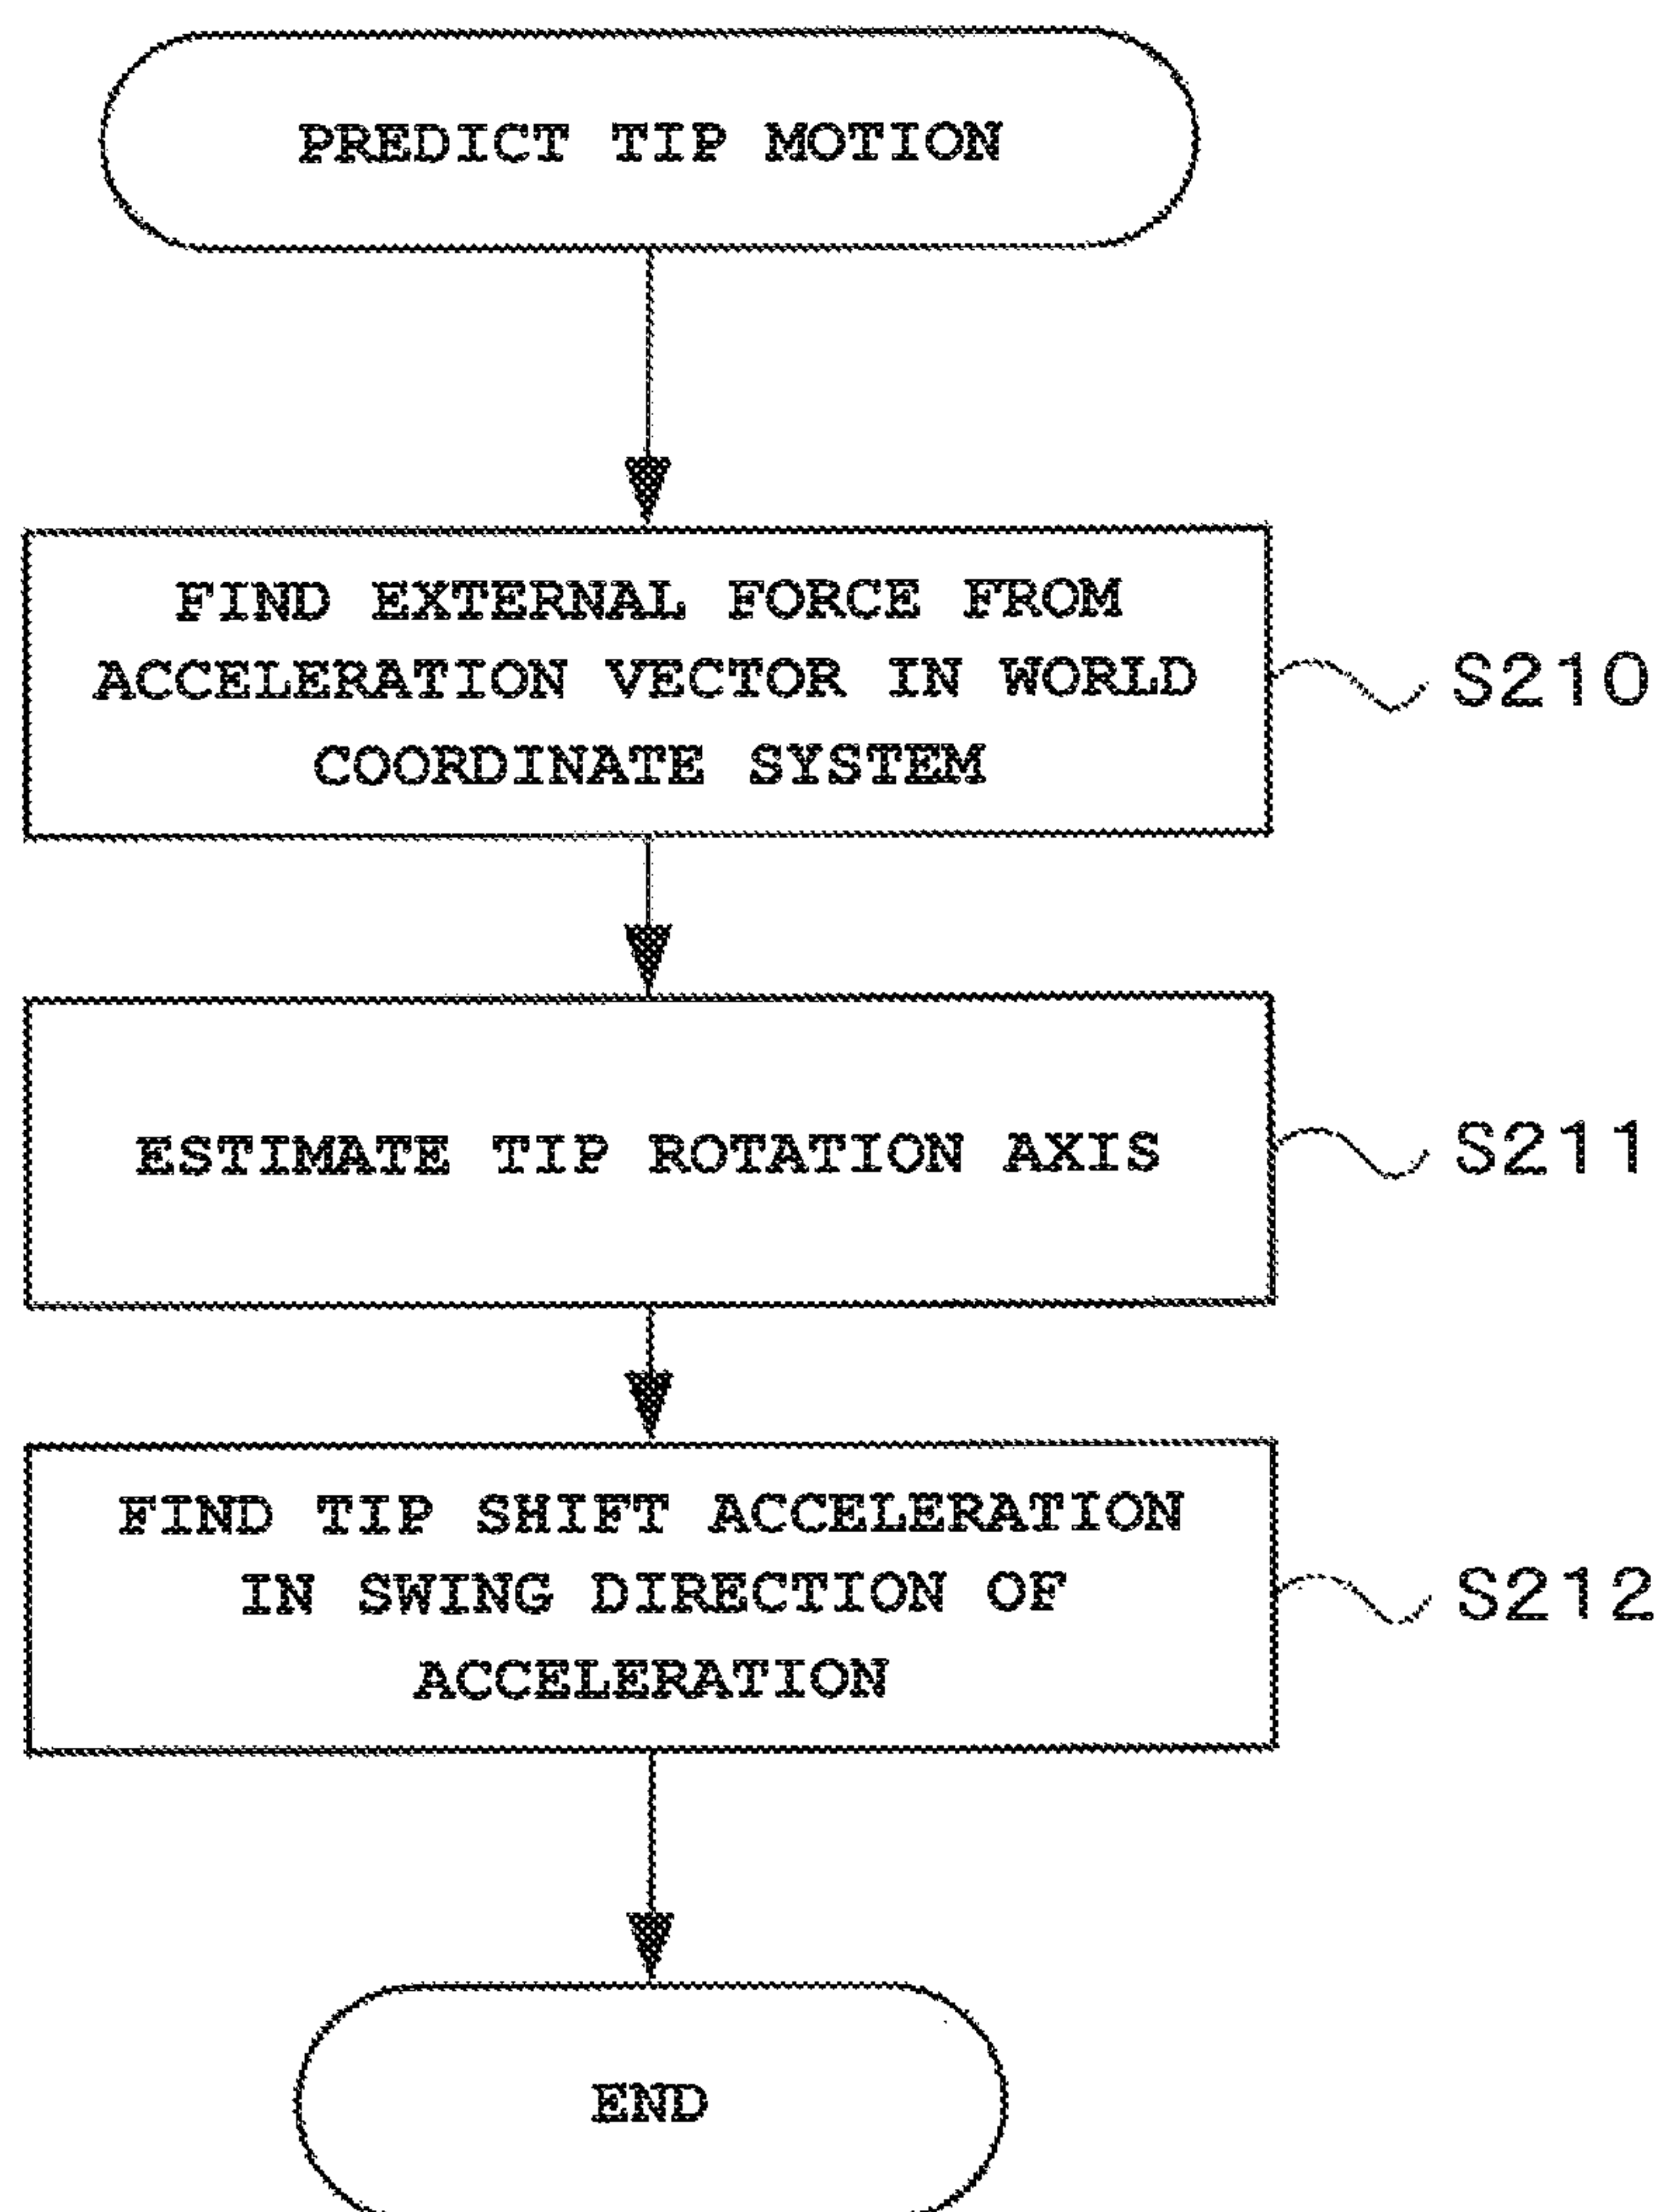 PREDICT TIP MOTION
FIND EXTERNAL FORCE FROM
ACCELERATION VECTOR IN WORLD
COORDINATE SYSTEM
S210
ESTIMATE TIP ROTATION AXIS
S211
FIND TIP SHIFT ACCELERATION
IN SWING DIRECTION OF
ACCELERATION
S212
END